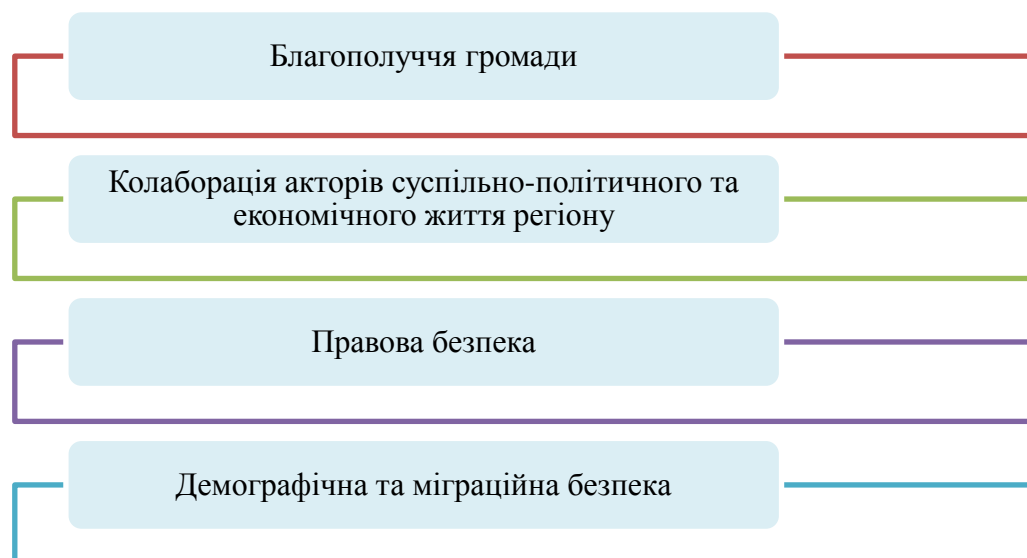 Благополуччя громади
Колаборація акторів суспільно-політичного та
економічного життя регіону
Правова безпека
Демографічна та міграційна безпека